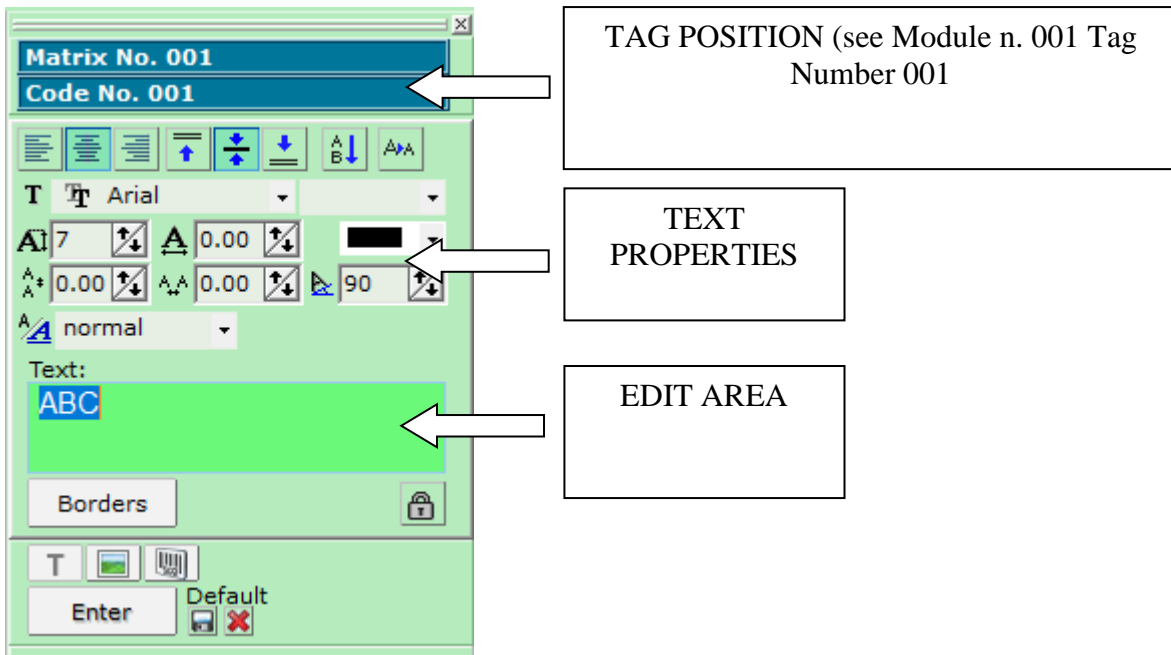 Matrix No. 001
Code No. 001
TAG POSITION (see Module n. 001 Tag
Number 001
T Arial
7
0.00
0.00
0.00
90
normal
TEXT
PROPERTIES
Text:
ABC
EDIT AREA
Borders
T
Enter
Default